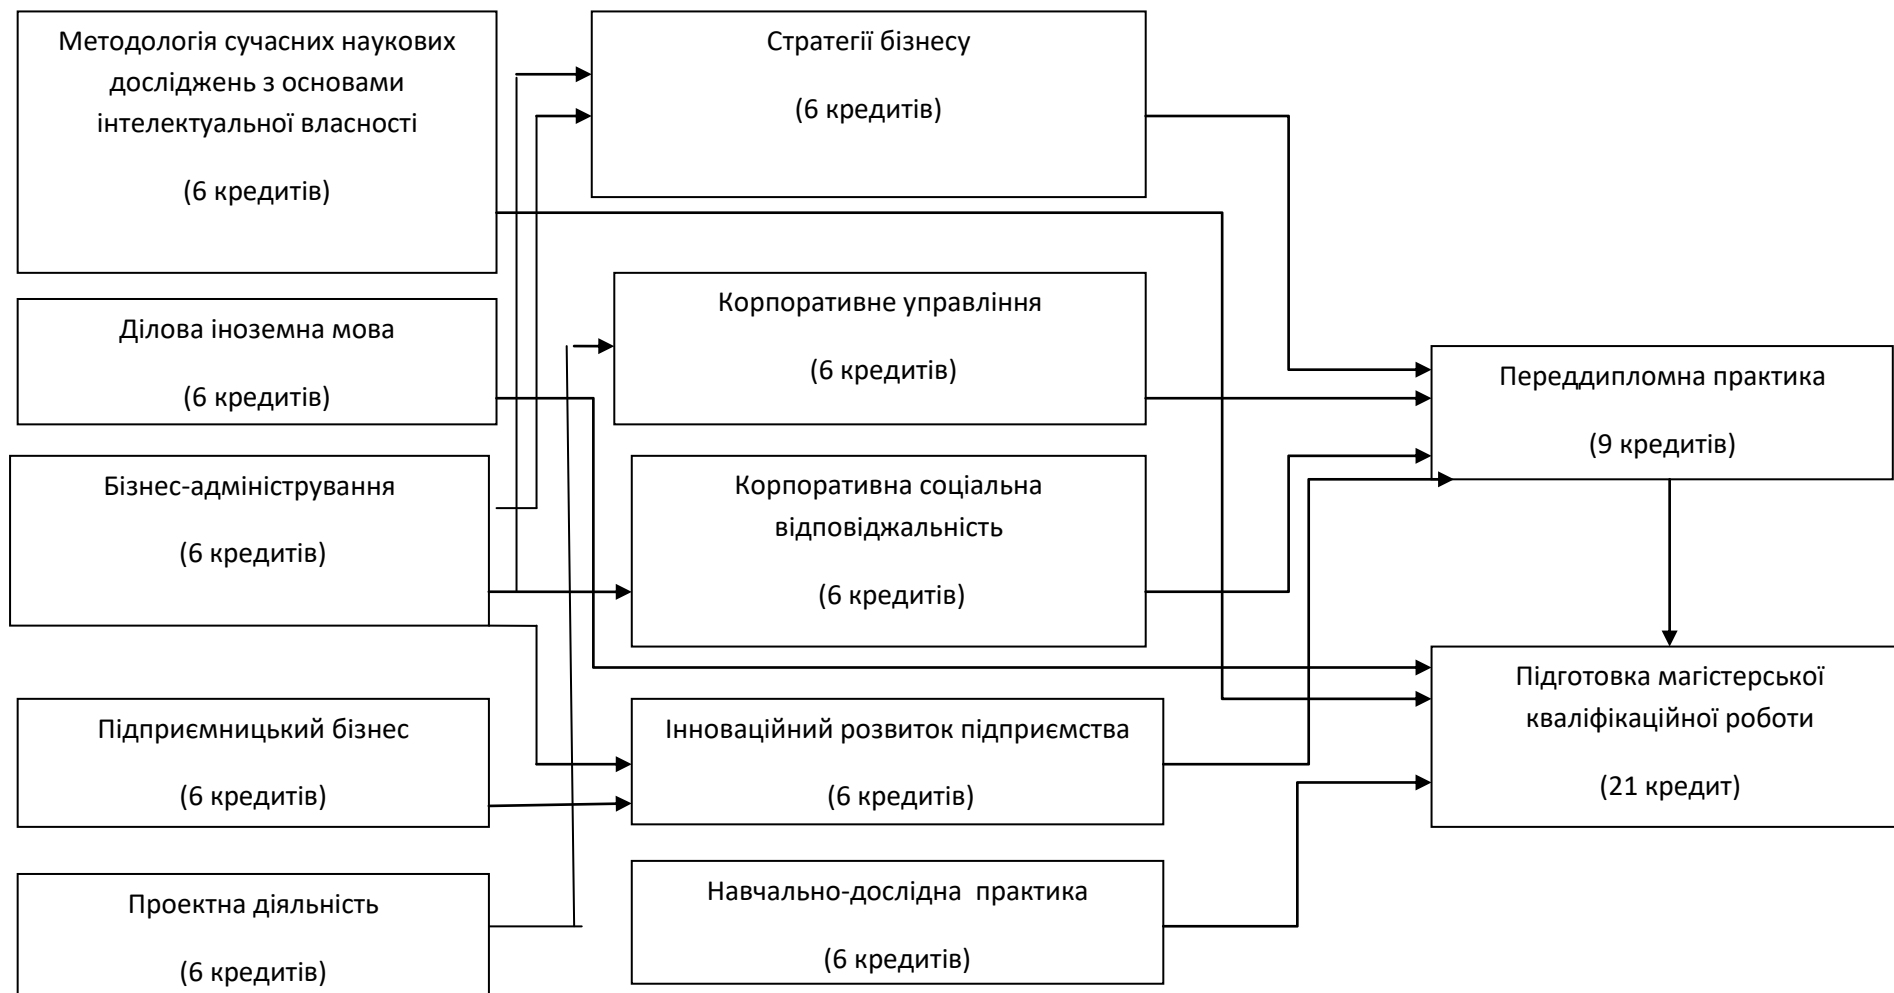 Методологія сучасних наукових
досліджень з основами
інтелектуальної власності
(6 кредитів)
Ділова іноземна мова
(6 кредитів)
Бізнес-адміністрування
(6 кредитів)
Підприємницький бізнес
(6 кредитів)
Проектна діяльність
(6 кредитів)
Стратегії бізнесу
(6 кредитів)
Корпоративне управління
(6 кредитів)
Корпоративна соціальна
відповіджальність
(6 кредитів)
Інноваційний розвиток підприємства
(6 кредитів)
Навчально-дослідна практика
(6 кредитів)
Переддипломна практика
(9 кредитів)
Підготовка магістерської
кваліфікаційної роботи
(21 кредит)